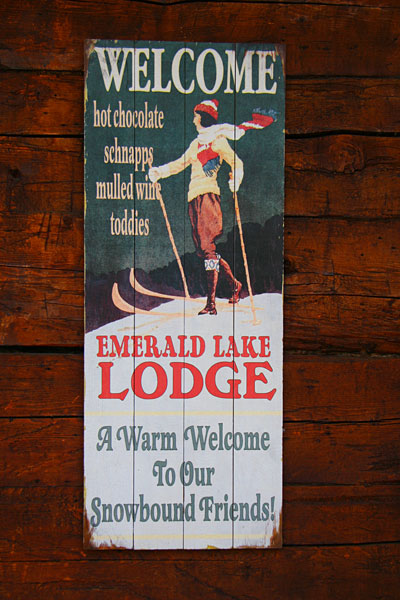 WELCOME
hot chocolate
schnapps
mulled wine
toddies
EMERALD LAKE
LODGE
A Warm Welcome
To Our
Snowbound Friends!